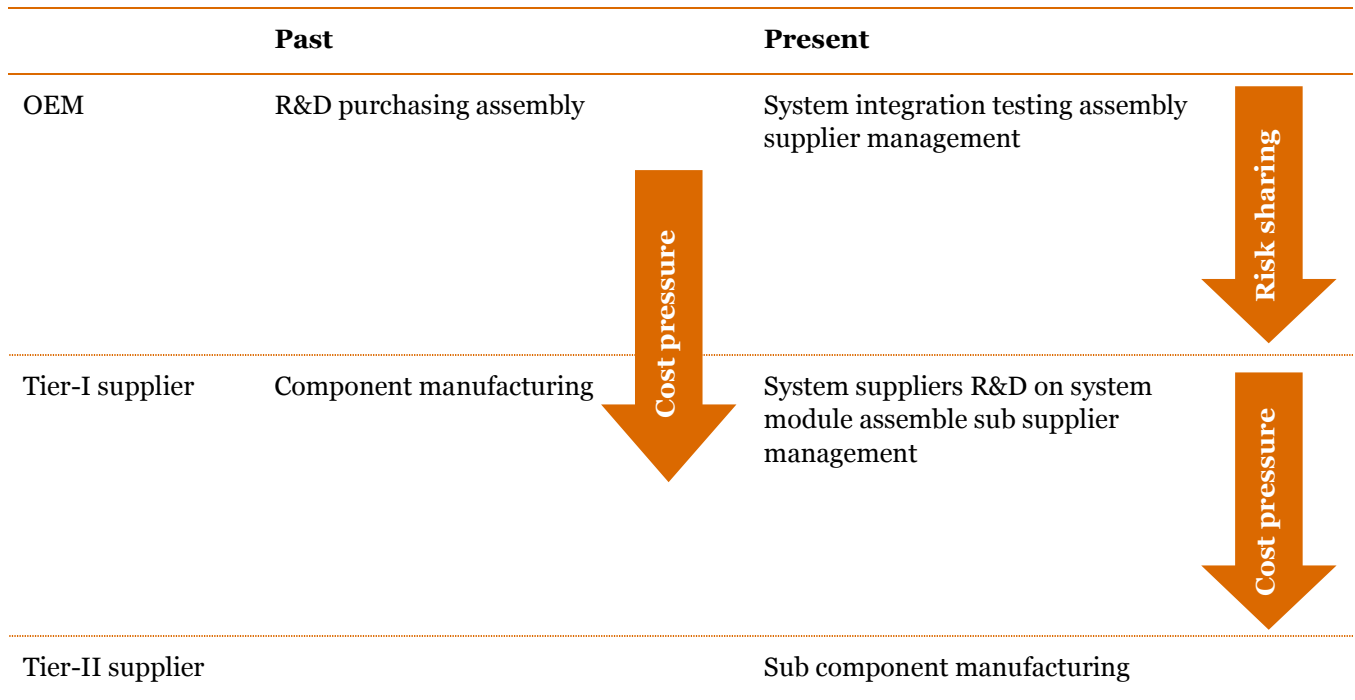 Past Present
OEM R&D purchasing assembly System integration testing assembly
supplier management
Risk sharing
Cost pressure
Tier-I supplier Component manufacturing System suppliers R&D on system
module assemble sub supplier
management
Cost pressure
Tier-II supplier Sub component manufacturing